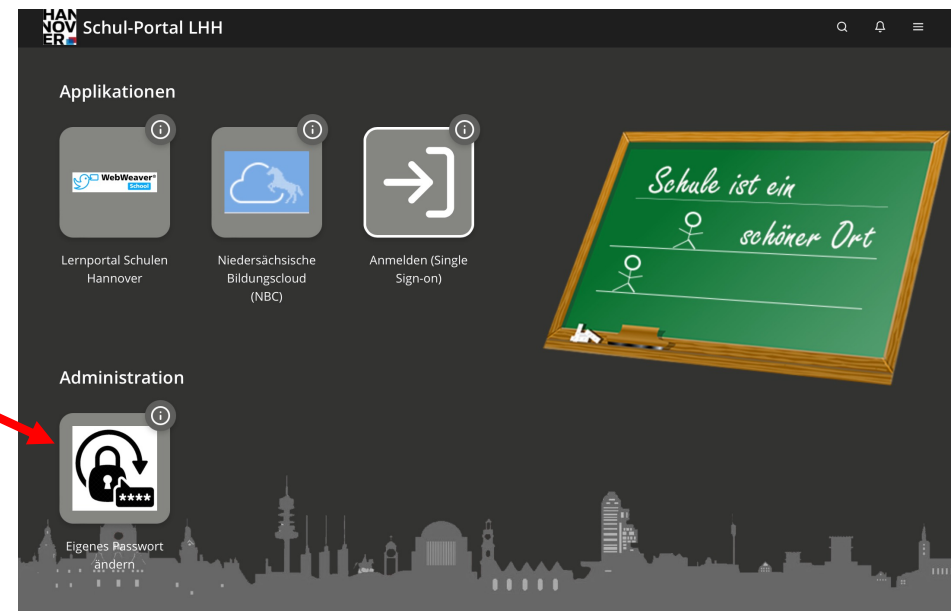 HAN
NOV
ER
Schul-Portal LHH
Applikationen
WebWeaver®
School
Lernportal Schulen
Hannover
Niedersächsische
Bildungscloud
(NBC)
Anmelden (Single
Sign-on)
Schule ist ein
schöner Ort
Administration
****
Eigenes Passwort
ändern